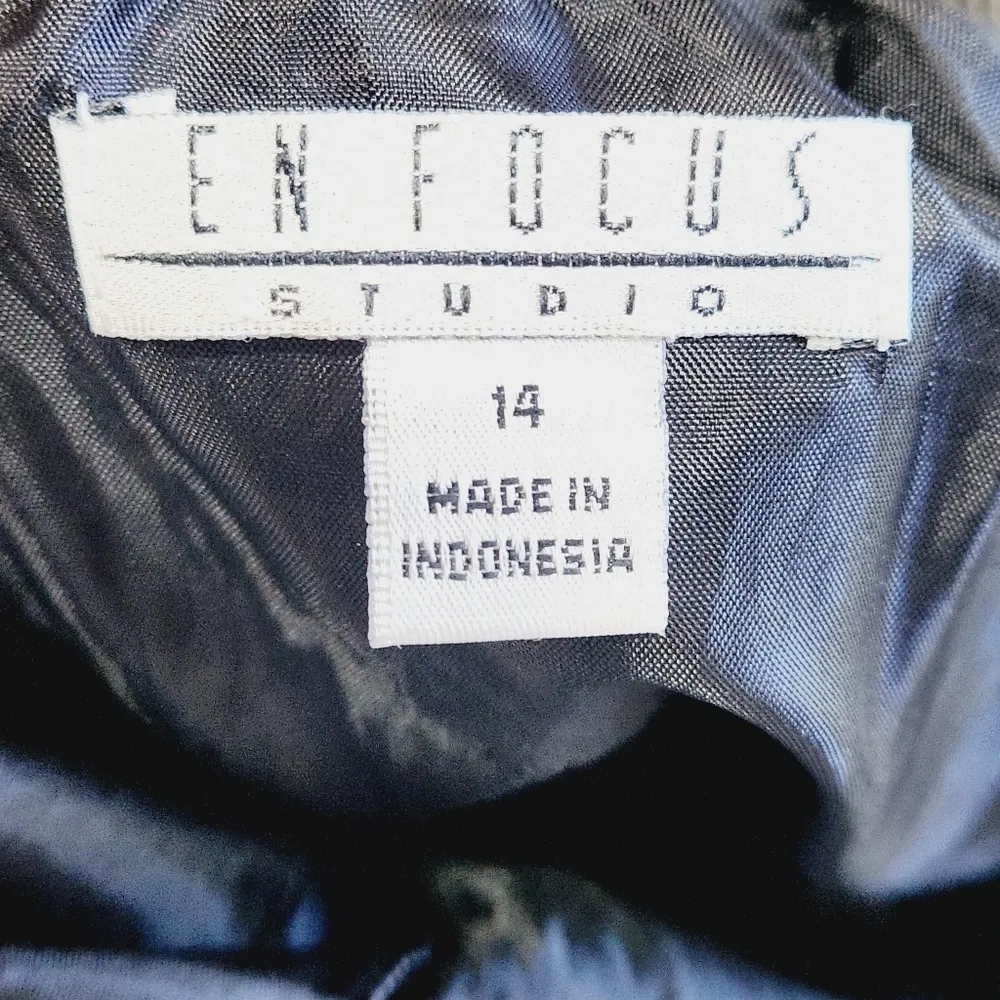 EN FOCUS
STUDIO
14
MADE IN
INDONESIA